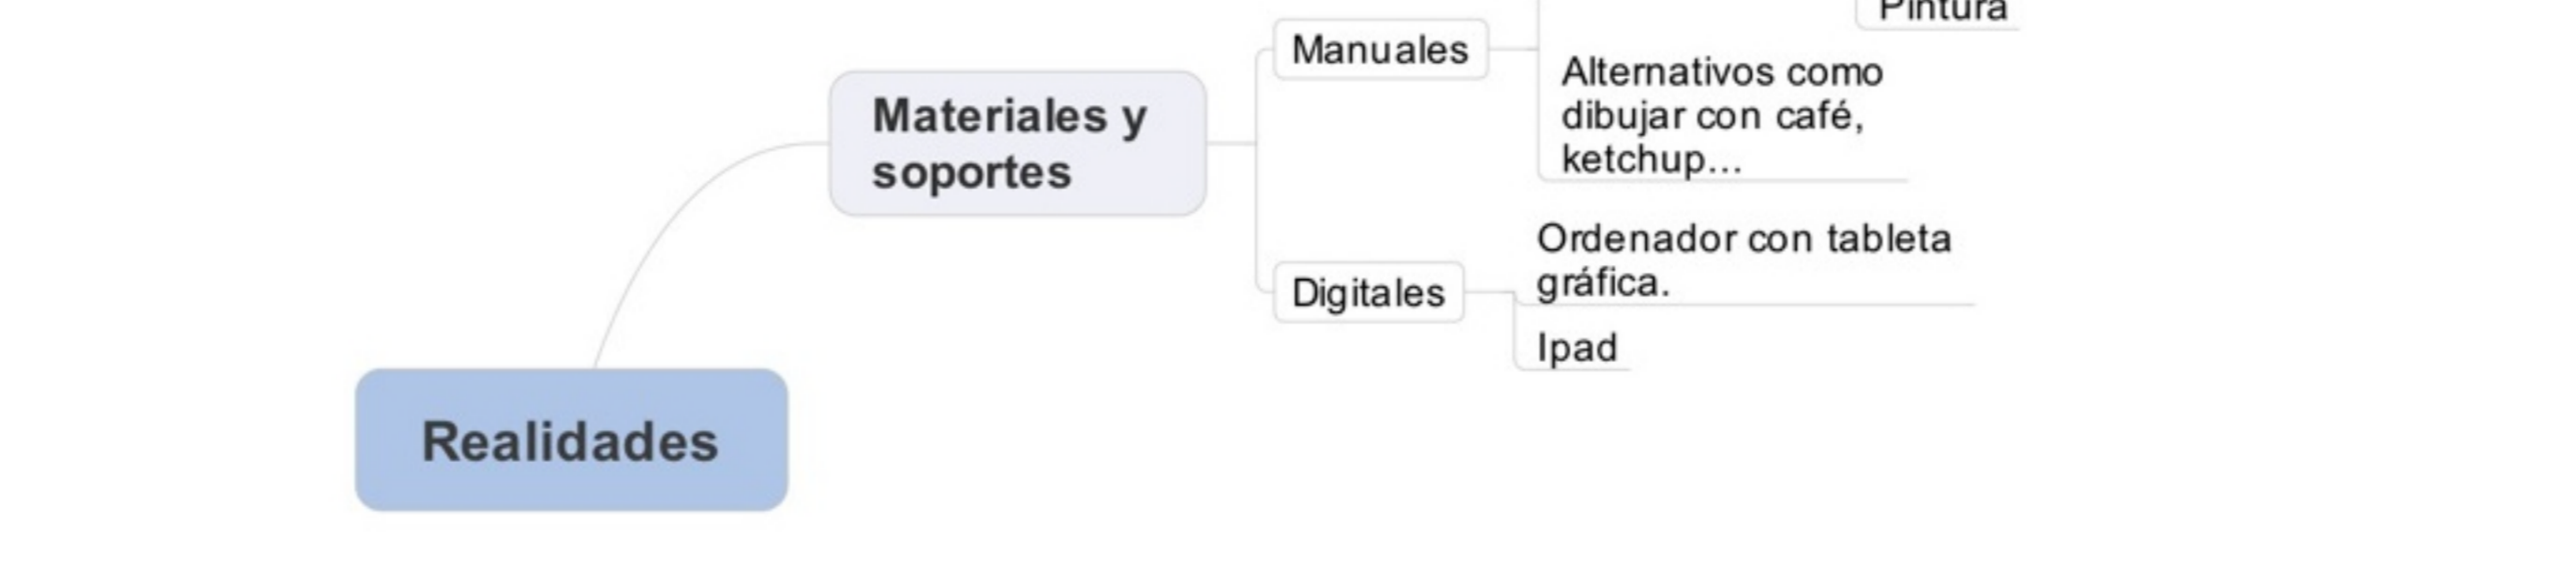 Pintura
Manuales
Alternativos como
dibujar con café,
ketchup...
Materiales y
soportes
Ordenador con tableta
gráfica.
Digitales
Ipad
Realidades